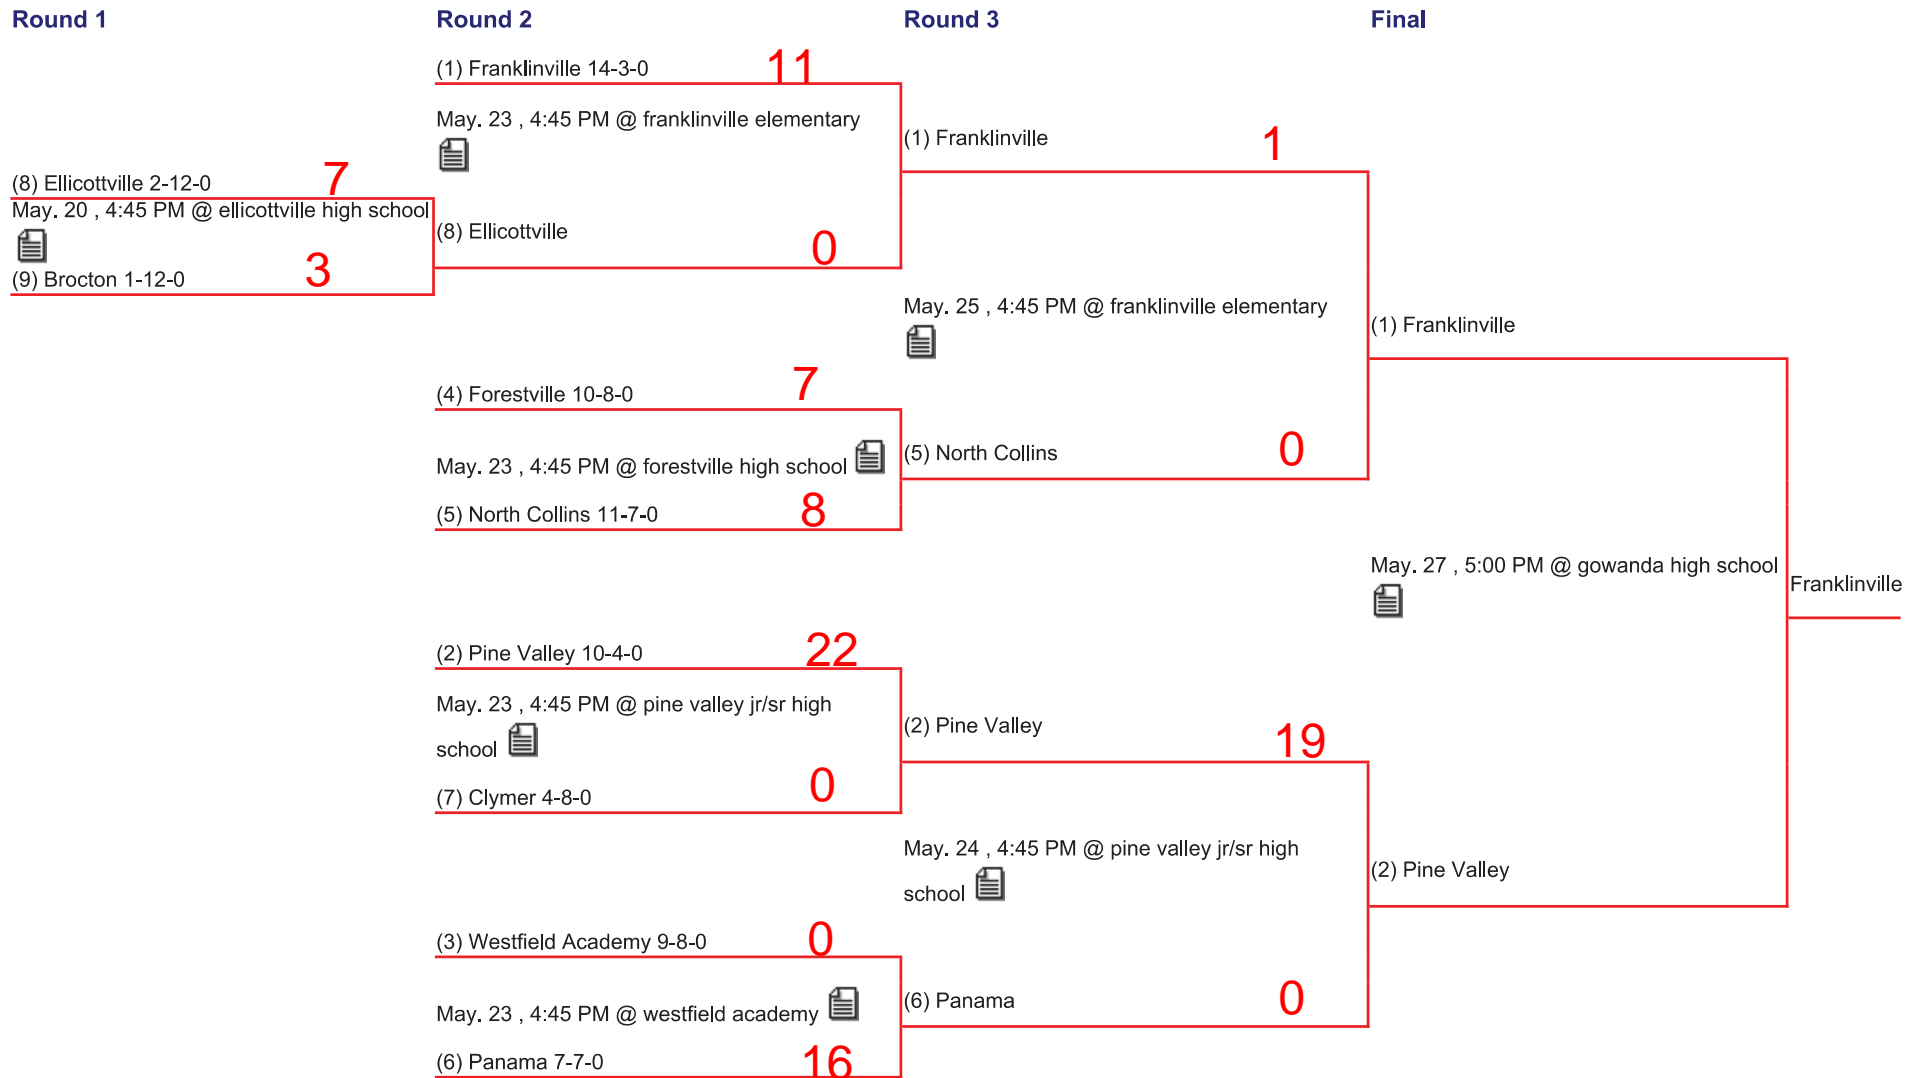 Round 1
Round 2
Round 3
Final
(1) Franklinville 14-3-0 11
May. 23 , 4:45 PM @ franklinville elementary
(1) Franklinville 1
(8) Ellicottville 2-12-0 7
May. 20 , 4:45 PM @ ellicottville high school
(8) Ellicottville 0
(9) Brocton 1-12-0 3
May. 25 , 4:45 PM @ franklinville elementary
(1) Franklinville
(4) Forestville 10-8-0 7
May. 23 , 4:45 PM @ forestville high school
(5) North Collins 0
(5) North Collins 11-7-0 8
May. 27 , 5:00 PM @ gowanda high school
Franklinville
(2) Pine Valley 10-4-0 22
May. 23 , 4:45 PM @ pine valley jr/sr high
school
(2) Pine Valley 19
(7) Clymer 4-8-0 0
May. 24 , 4:45 PM @ pine valley jr/sr high
school
(2) Pine Valley
(3) Westfield Academy 9-8-0 0
May. 23 , 4:45 PM @ westfield academy
(6) Panama 0
(6) Panama 7-7-0 16